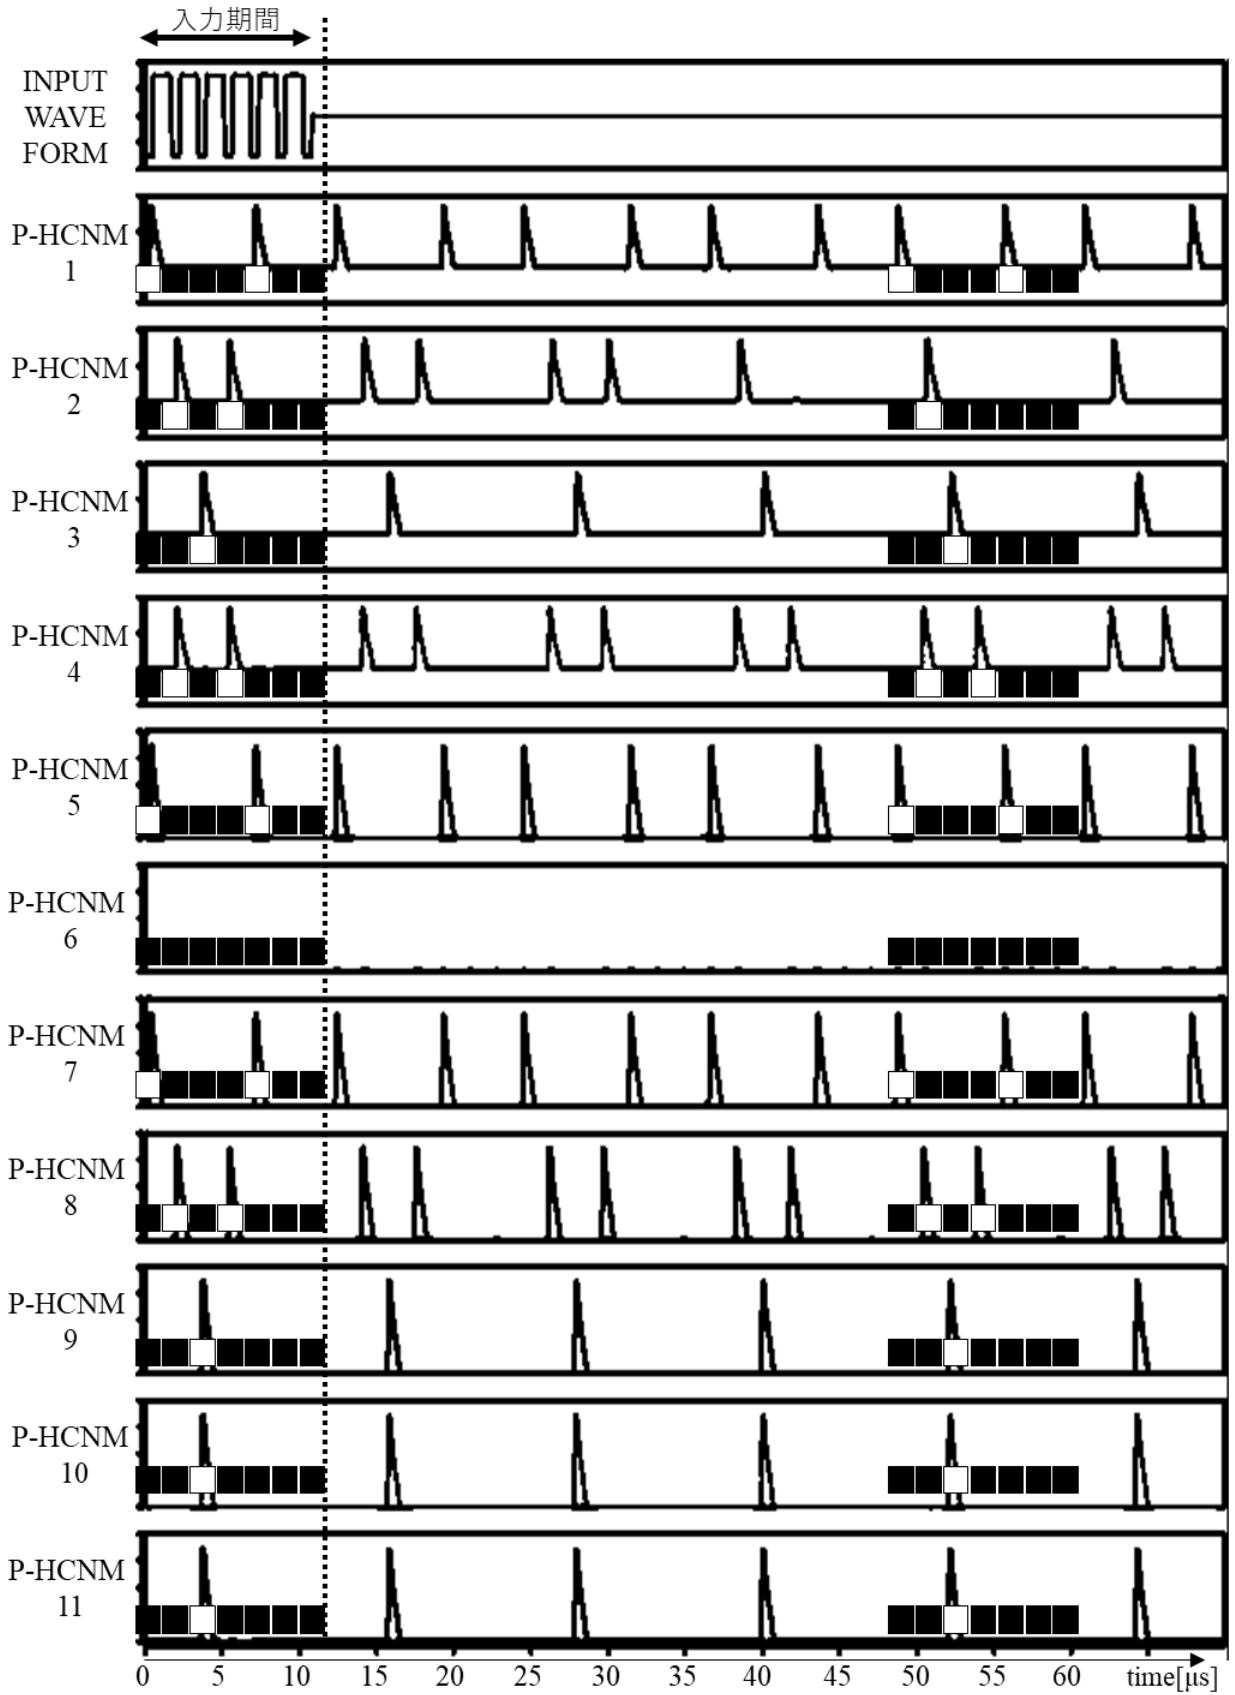 入力期間
INPUT
WAVE
FORM
P-HCNM
1
P-HCNM
2
P-HCNM
3
P-HCNM
4
P-HCNM
5
P-HCNM
6
P-HCNM
7
P-HCNM
8
P-HCNM
9
P-HCNM
10
P-HCNM
11
0 5 10 15 20 25 30 35 40 45 50 55 60 time[μs]